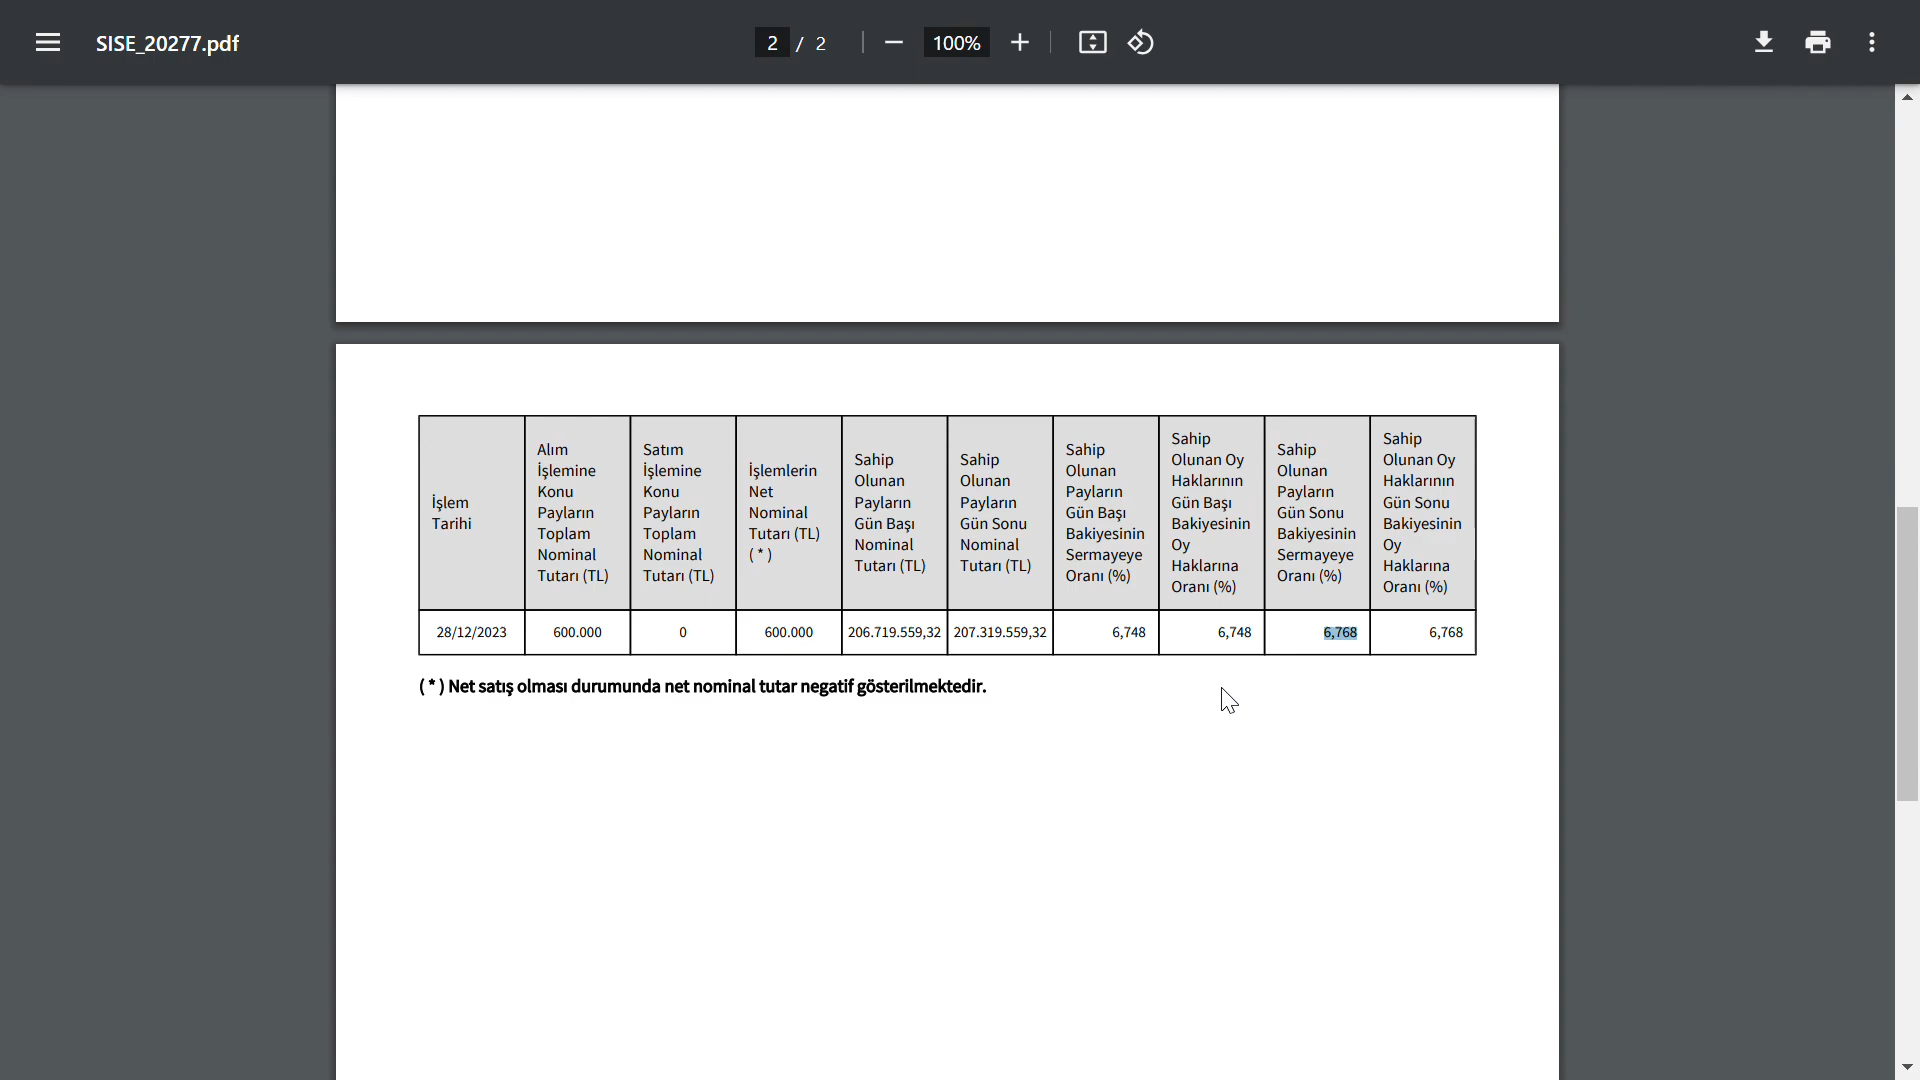 SISE_20277.pdf
2 / 2
100%
İşlem
Tarihi
Alım
İşlemine
Konu
Payların
Toplam
Nominal
Tutarı (TL)
Satım
İşlemine
Konu
Payların
Toplam
Nominal
Tutarı (TL)
İşlemlerin
Net
Nominal
Tutarı (TL)
( * )
Sahip
Olunan
Payların
Gün Başı
Nominal
Tutarı (TL)
Sahip
Olunan
Payların
Gün Sonu
Nominal
Tutarı (TL)
Sahip
Olunan
Payların
Gün Başı
Bakiyesinin
Sermayeye
Oranı (%)
Sahip
Olunan Oy
Haklarının
Gün Başı
Bakiyesinin
Oy
Haklarına
Oranı (%)
Sahip
Olunan
Payların
Gün Sonu
Bakiyesinin
Sermayeye
Oranı (%)
Sahip
Olunan Oy
Haklarının
Gün Sonu
Bakiyesinin
Oy
Haklarına
Oranı (%)
28/12/2023 600.000 0 600.000 206.719.559,32 207.319.559,32 6,748 6,748 6,768 6,768
( * ) Net satış olması durumunda net nominal tutar negatif gösterilmektedir.